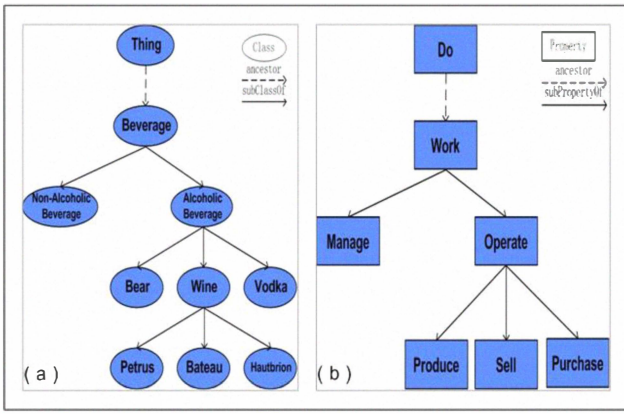 Thing
Class
ancestor
subClassOf
Beverage
Non-Alcoholic
Beverage
Alcoholic
Beverage
Bear
Wine
Vodka
Petrus
Bateau
Hautbrion
( a )
Do
Property
ancestor
subPropertyOf
Work
Manage
Operate
Produce
Sell
Purchase
( b )